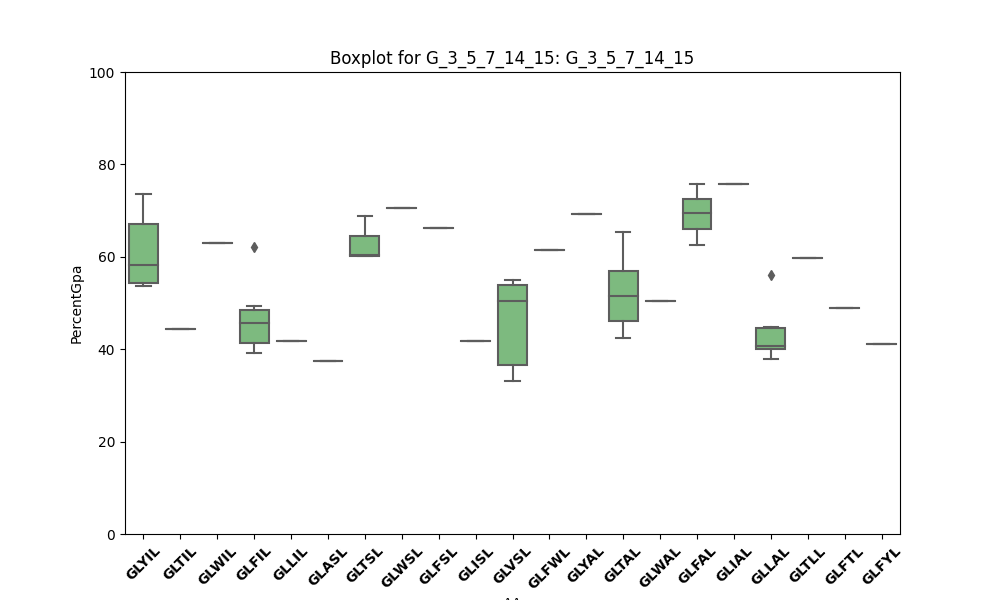 Boxplot for G_3_5_7_14_15: G_3_5_7_14_15
100
80
60
40
20
0
PercentGpa
GLYIL
GLTIL
GLWIL
GLFIL
GLLIL
GLASL
GLTSL
GLWSL
GLFSL
GLISL
GLVSL
GLFWL
GLYAL
GLTAL
GLWAL
GLFAL
GLIAL
GLLAL
GLTLL
GLFTL
GLFYL